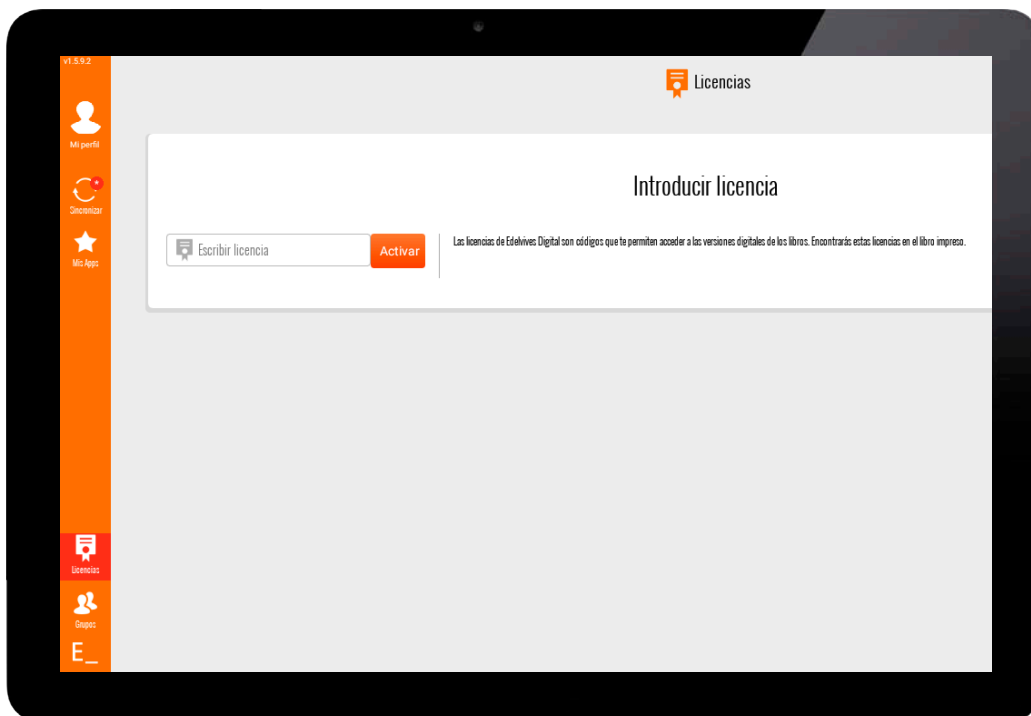 v1.5.9.2
Licencias
Mi perfil
Introducir licencia
Sincronizar
Escribir licencia
Activar
Las licencias de Edelvives Digital son códigos que te permiten acceder a las versiones digitales de los libros. Encontrarás estas licencias en el libro impreso.
Mis Apps
Licencias
Grupos
E_